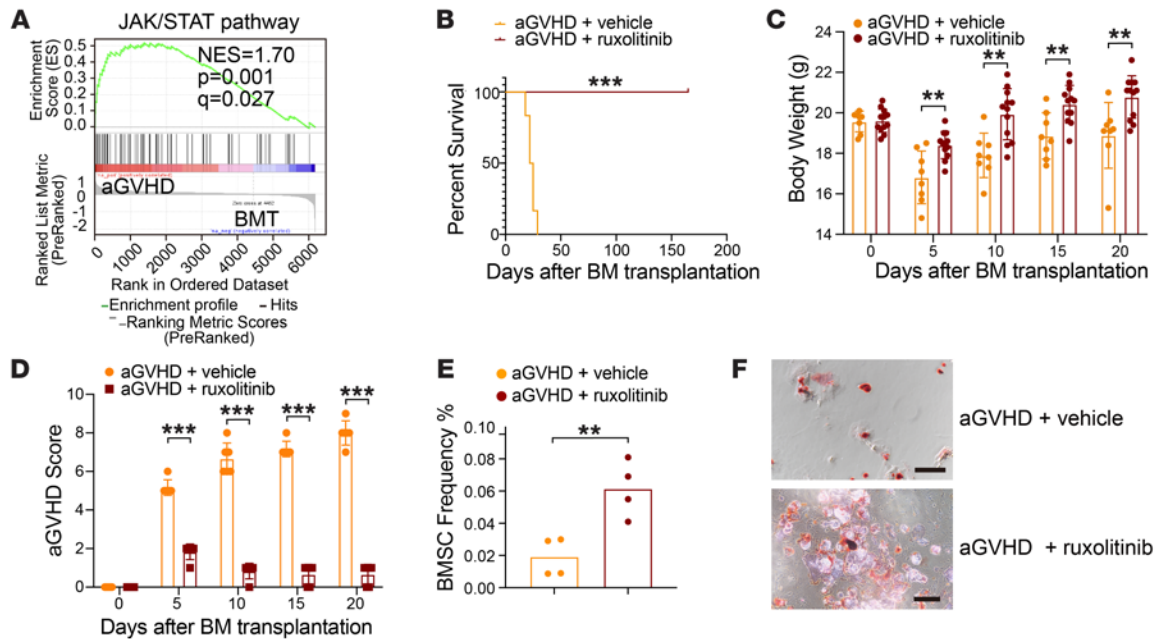 A
JAK/STAT pathway
NES=1.70
p=0.001
q=0.027
Enrichment
Score (ES)
0.5
0.4
0.3
0.2
0.1
0.0
aGVHD
Zero cross at 4460
BMT
Ranked List Metric
(PreRanked)
1
0
-1
-2
0
1000
2000
3000
4000
5000
6000
Rank in Ordered Dataset
Enrichment profile
Hits
Ranking Metric Scores
(PreRanked)
B
aGVHD + vehicle
aGVHD + ruxolitinib
***
Percent Survival
100
50
0
0 50 100 150 200
Days after BM transplantation
C
aGVHD + vehicle
aGVHD + ruxolitinib
** ** ** **
Body Weight (g)
24
22
20
18
16
14
0 5 10 15 20
Days after BM transplantation
D
aGVHD + vehicle
aGVHD + ruxolitinib
*** *** *** ***
aGVHD Score
10
8
6
4
2
0
0 5 10 15 20
Days after BM transplantation
E
aGVHD + vehicle
aGVHD + ruxolitinib
**
BMSC Frequency %
0.10
0.08
0.06
0.04
0.02
0.00
F
aGVHD + vehicle
aGVHD + ruxolitinib